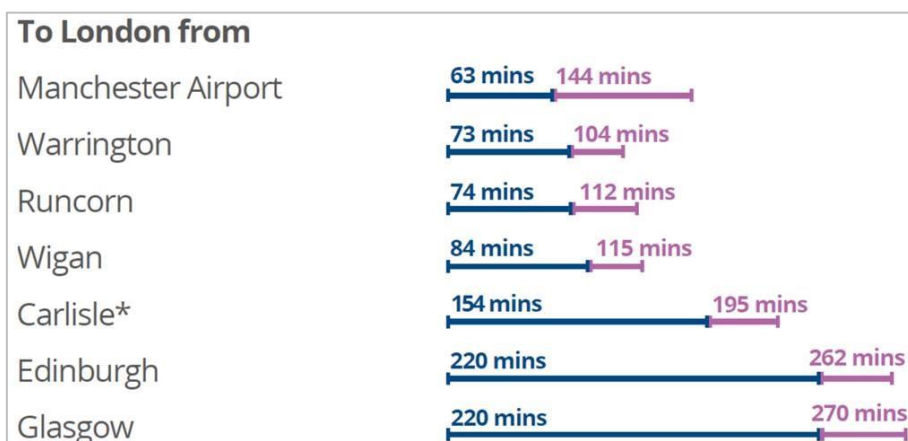 To London from
Manchester Airport 63 mins 144 mins
Warrington 73 mins 104 mins
Runcorn 74 mins 112 mins
Wigan 84 mins 115 mins
Carlisle* 154 mins 195 mins
Edinburgh 220 mins 262 mins
Glasgow 220 mins 270 mins